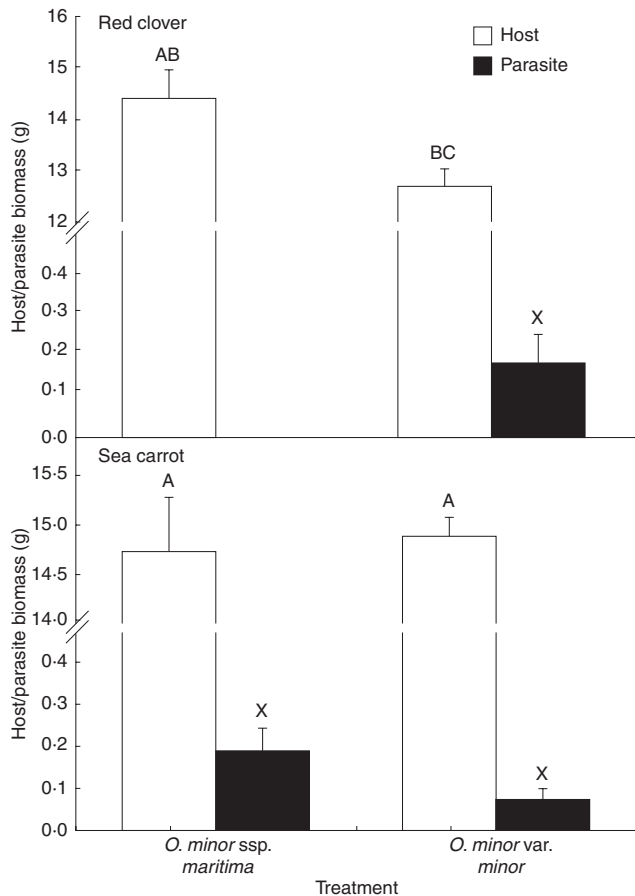 Red clover
Host
Parasite
AB
BC
X
16
15
14
13
12
0·4
0·3
0·2
0·1
0·0
Host/parasite biomass (g)
Sea carrot
A
A
X
X
15·5
15·0
14·5
14·0
0·4
0·3
0·2
0·1
0·0
Host/parasite biomass (g)
O. minor ssp.
maritima
O. minor var.
minor
Treatment